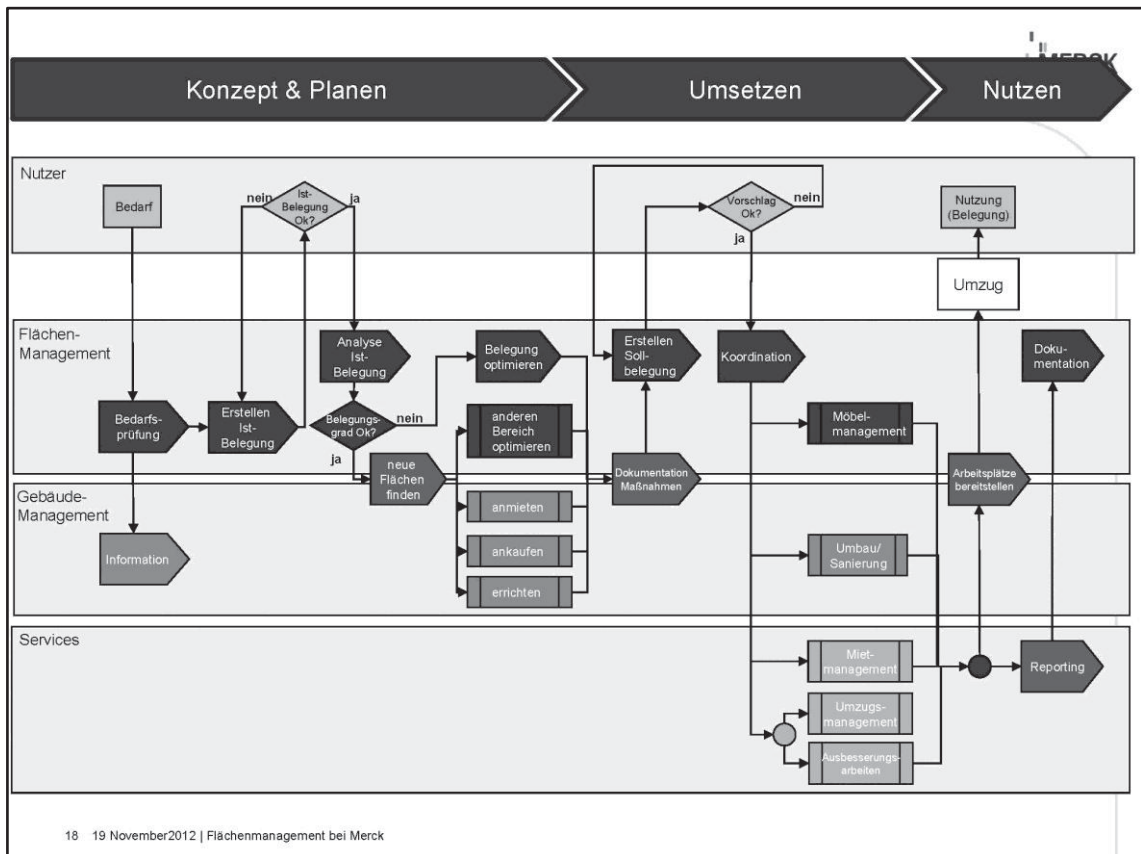 MERCK
Konzept & Planen
Umsetzen
Nutzen
Nutzer
Bedarf
nein
Ist-
Belegung
Ok?
ja
Vorschlag
Ok?
nein
ja
Nutzung
(Belegung)
Umzug
Flächen-
Management
Analyse
Ist-
Belegung
Belegung
optimieren
Erstellen
Soll-
belegung
Koordination
Doku-
mentation
Bedarfs-
prüfung
Erstellen
Ist-
Belegung
Belegungs-
grad Ok?
nein
ja
anderen
Bereich
optimieren
Möbel-
management
neue
Flächen
finden
Dokumentation
Maßnahmen
Arbeitsplätze
bereitstellen
Gebäude-
Management
anmieten
Information
ankaufen
errichten
Umbau/
Sanierung
Services
Miet-
management
Reporting
Umzugs-
management
Ausbesserungs-
arbeiten
18 19 November2012 | Flächenmanagement bei Merck